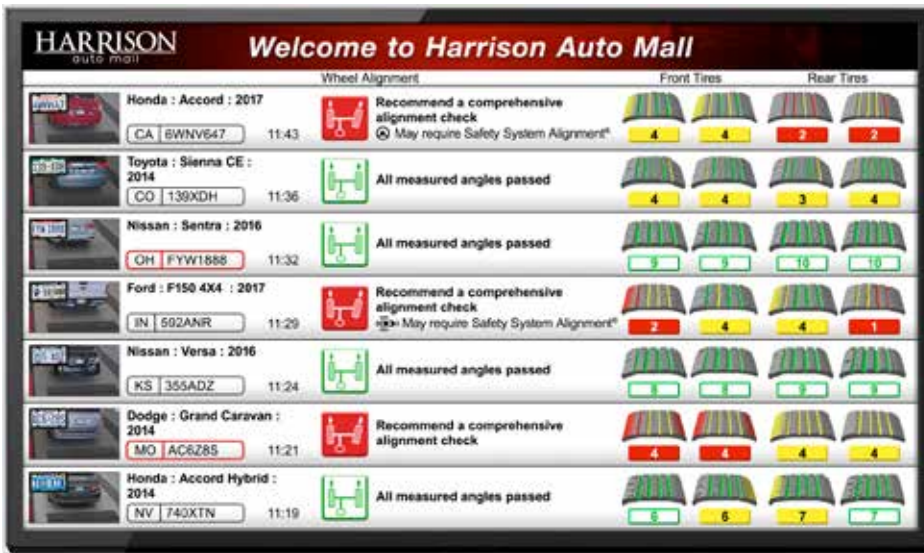 HARRISON
auto mall
Welcome to Harrison Auto Mall
Wheel Alignment Front Tires Rear Tires
Honda : Accord : 2017
CA 6WNV647 11:43
Recommend a comprehensive
alignment check
May require Safety System Alignment®
4 4 2 2
Toyota : Sienna CE :
2014
CO 139XDH 11:36
All measured angles passed
4 4 3 4
Nissan : Sentra : 2016
OH FYW1888 11:32
All measured angles passed
9 9 10 10
Ford : F150 4X4 : 2017
IN 592ANR 11:29
Recommend a comprehensive
alignment check
May require Safety System Alignment®
2 4 4 1
Nissan : Versa : 2016
KS 355ADZ 11:24
All measured angles passed
8 8 9 9
Dodge : Grand Caravan :
2014
MO AC6Z85 11:21
Recommend a comprehensive
alignment check
4 4 4 4
Honda : Accord Hybrid :
2014
NV 740XTN 11:19
All measured angles passed
6 6 7 7